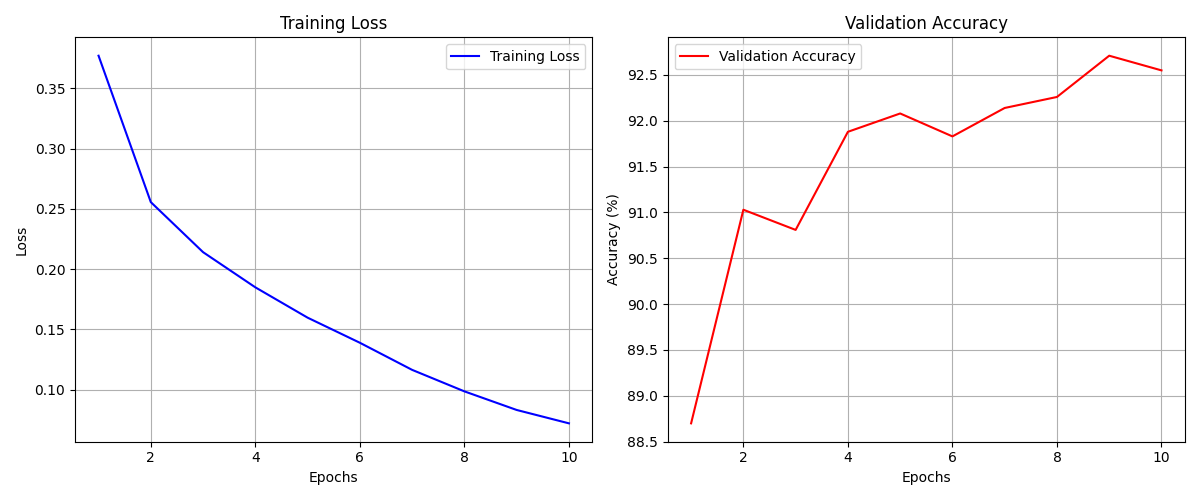 Training Loss
Training Loss
0.35
0.30
0.25
0.20
0.15
0.10
Loss
2 4 6 8 10
Epochs
Validation Accuracy
Validation Accuracy
92.5
92.0
91.5
91.0
90.5
90.0
89.5
89.0
88.5
Accuracy (%)
2 4 6 8 10
Epochs